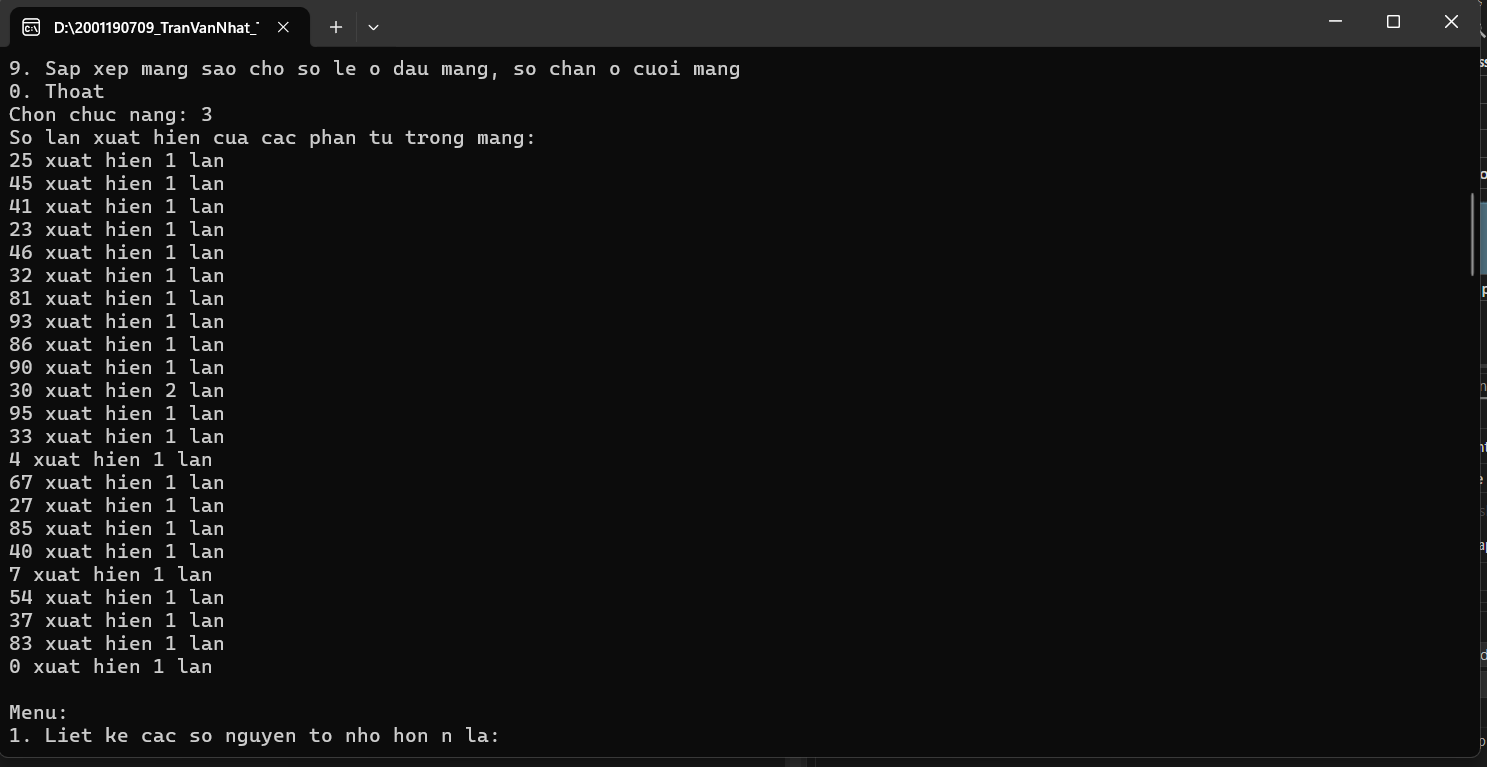 D:\2001190709_TranVanNhat_
9. Sap xep mang sao cho so le o dau mang, so chan o cuoi mang
0. Thoat
Chon chuc nang: 3
So lan xuat hien cua cac phan tu trong mang:
25 xuat hien 1 lan
45 xuat hien 1 lan
41 xuat hien 1 lan
23 xuat hien 1 lan
46 xuat hien 1 lan
32 xuat hien 1 lan
81 xuat hien 1 lan
93 xuat hien 1 lan
86 xuat hien 1 lan
90 xuat hien 1 lan
30 xuat hien 2 lan
95 xuat hien 1 lan
33 xuat hien 1 lan
4 xuat hien 1 lan
67 xuat hien 1 lan
27 xuat hien 1 lan
85 xuat hien 1 lan
40 xuat hien 1 lan
7 xuat hien 1 lan
54 xuat hien 1 lan
37 xuat hien 1 lan
83 xuat hien 1 lan
0 xuat hien 1 lan
Menu:
1. Liet ke cac so nguyen to nho hon n la: